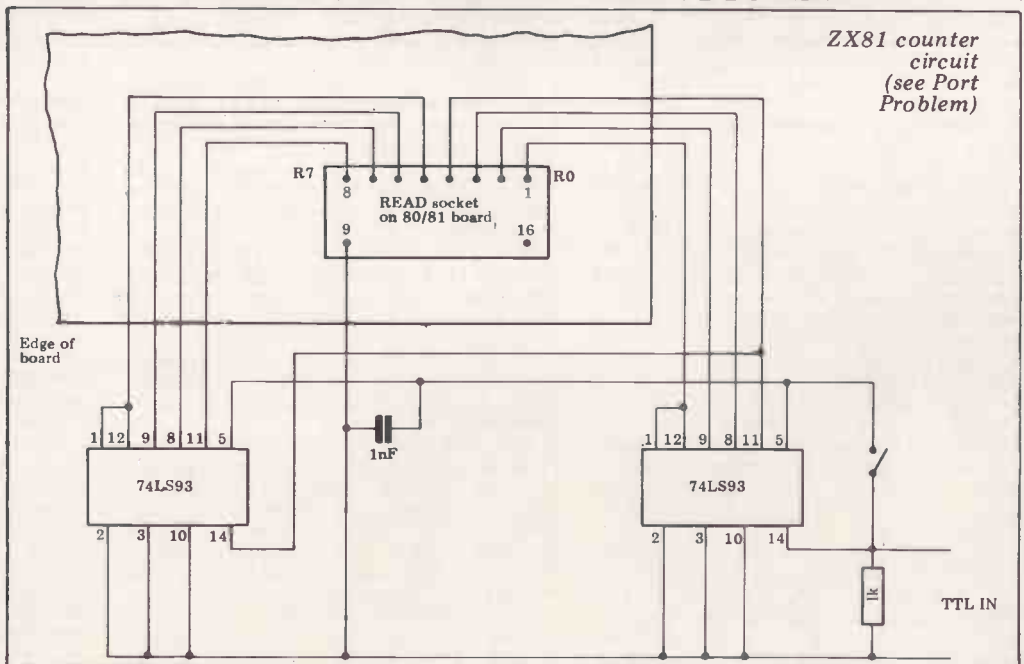 ZX81 counter
circuit
(see Port
Problem)
R7
R0
8
1
READ socket
on 80/81 board
9
16
Edge of
board
1 12 9 8 11 5
1nF
1 12 9 8 11 5
74LS93
74LS93
2 3 10 14
2 3 10 14
1k
TTL IN